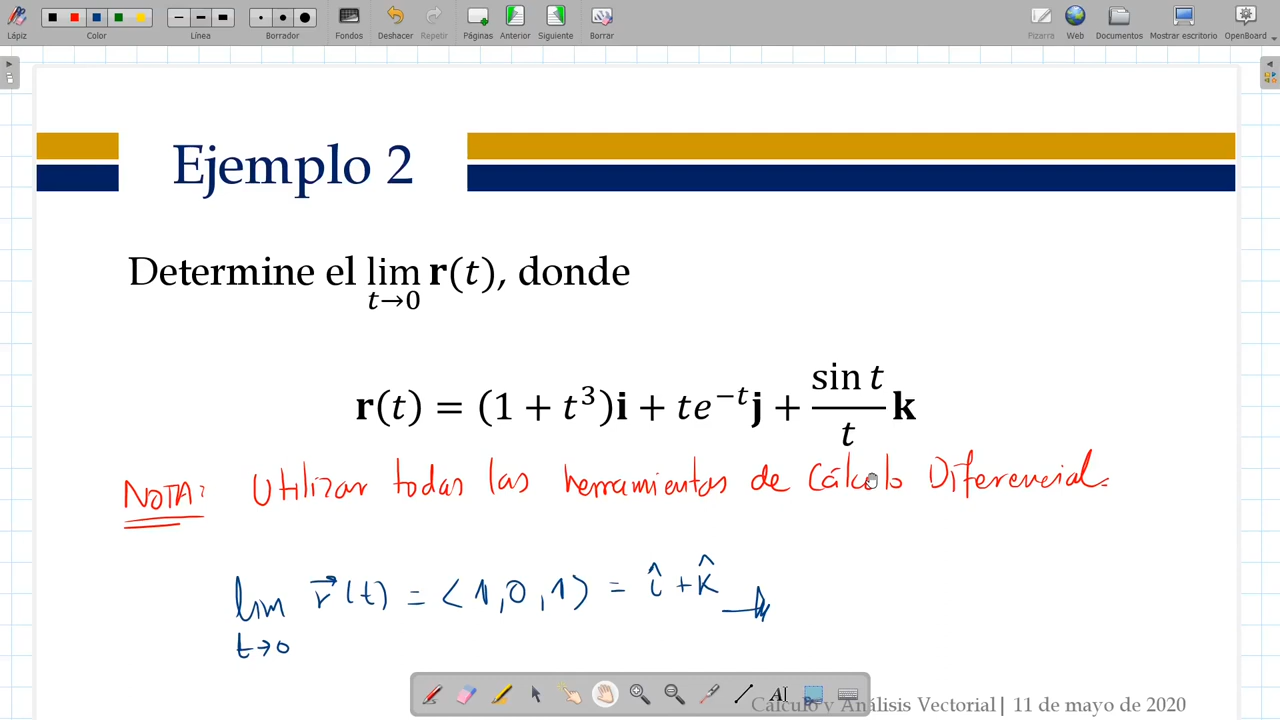 Lápiz Color Línea Borrador Fondos Deshacer Repetir Páginas Anterior Siguiente Borrar Pizarra Web Documentos Mostrar escritorio OpenBoard
Ejemplo 2
Determine el lim r(t), donde
t→0
r(t) = (1 + t³)i + te⁻ᵗj + sin t / t k
NOTA: Utilizar todas las herramientas de Cálculo Diferencial.
lim r⃗(t) = ⟨1,0,1⟩ = î + k̂
t→0
Cálculo y Análisis Vectorial| 11 de mayo de 2020